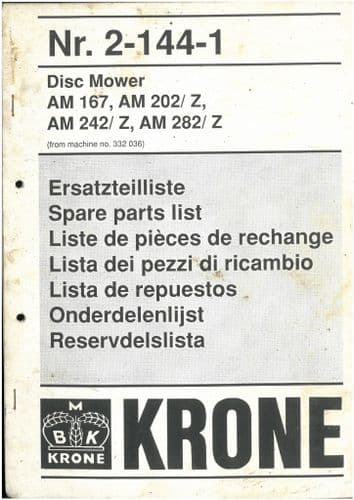 Nr. 2-144-1
Disc Mower
AM 167, AM 202/ Z,
AM 242/ Z, AM 282/ Z
(from machine no. 332 036)
Ersatzteilliste
Spare parts list
Liste de pièces de rechange
Lista dei pezzi di ricambio
Lista de repuestos
Onderdelenlijst
Reservdelslista
M
B K
KRONE
KRONE